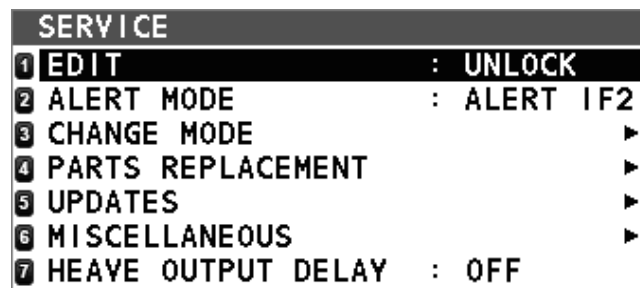 SERVICE
1 EDIT : UNLOCK
2 ALERT MODE : ALERT IF2
3 CHANGE MODE ►
4 PARTS REPLACEMENT ►
5 UPDATES ►
6 MISCELLANEOUS ►
7 HEAVE OUTPUT DELAY : OFF